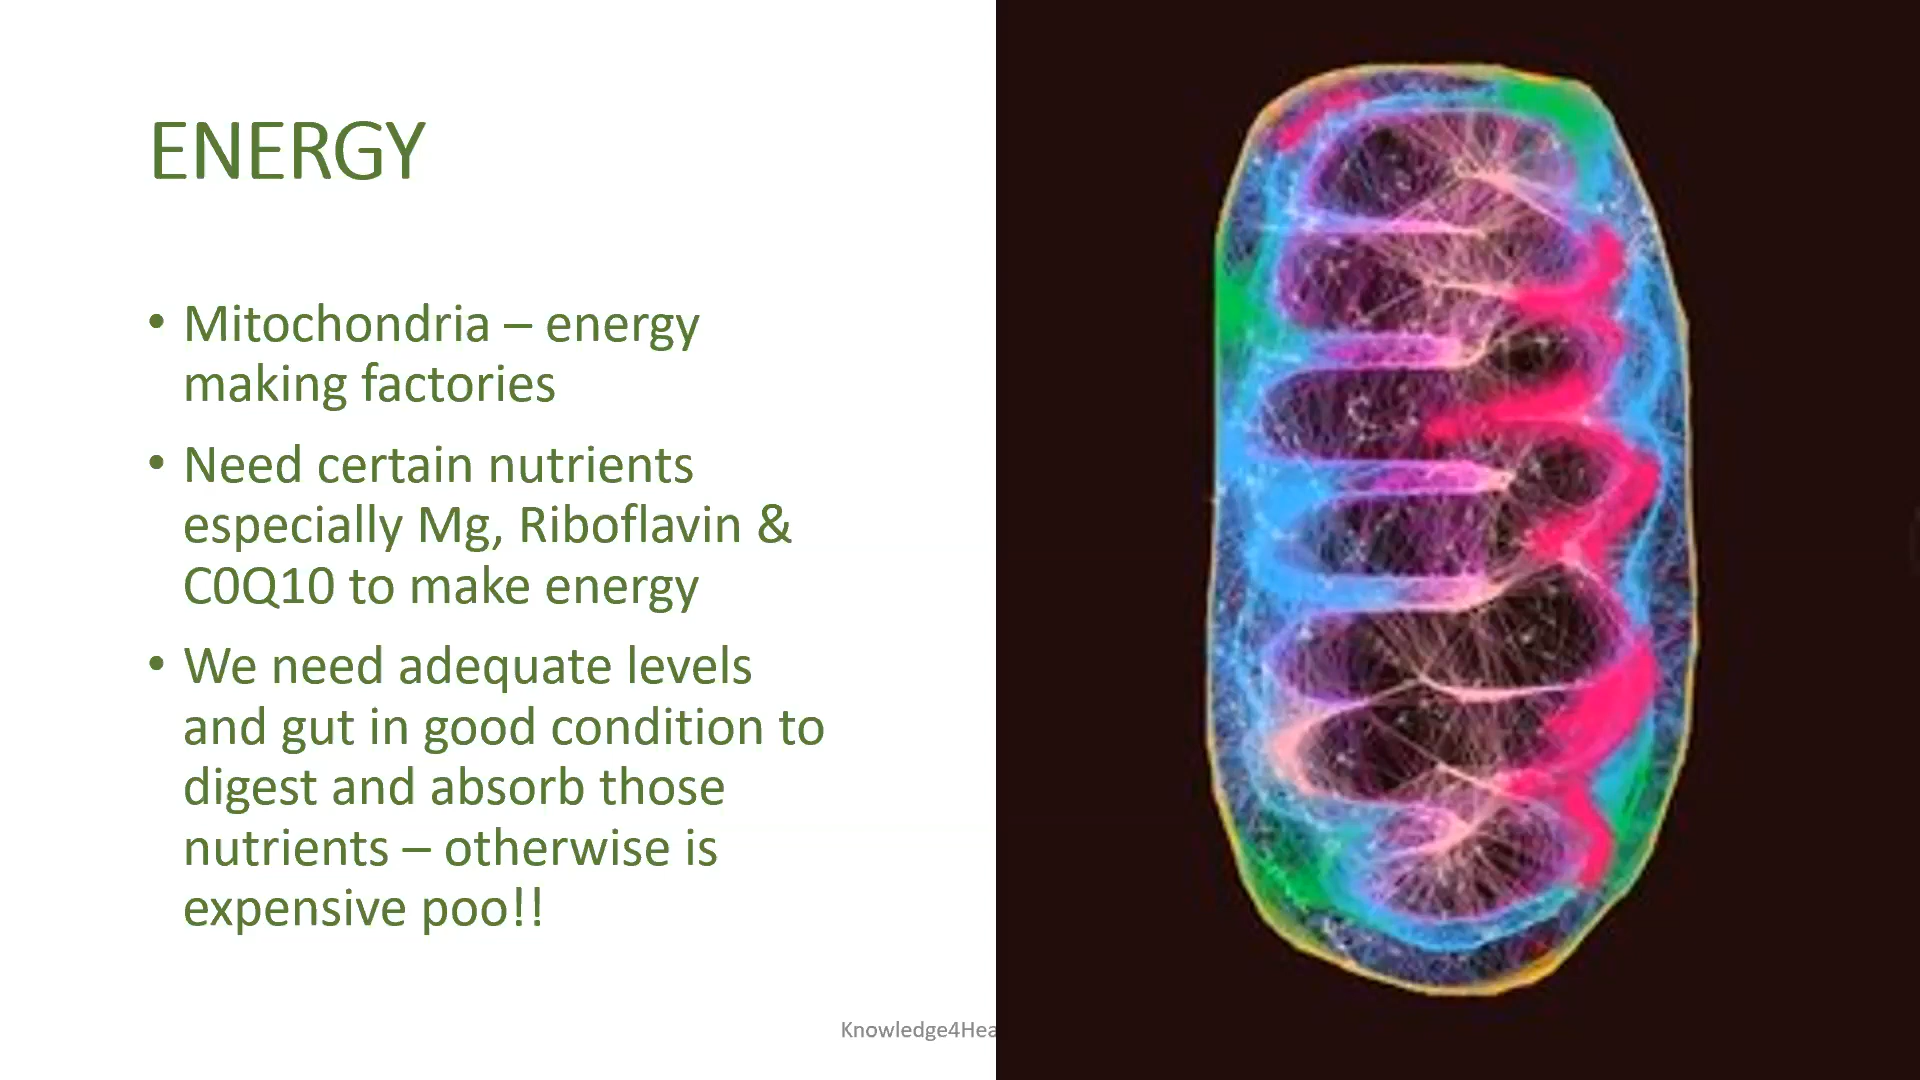 ENERGY
• Mitochondria – energy
making factories
• Need certain nutrients
especially Mg, Riboflavin &
C0Q10 to make energy
• We need adequate levels
and gut in good condition to
digest and absorb those
nutrients – otherwise is
expensive poo!!
Knowledge4Hea